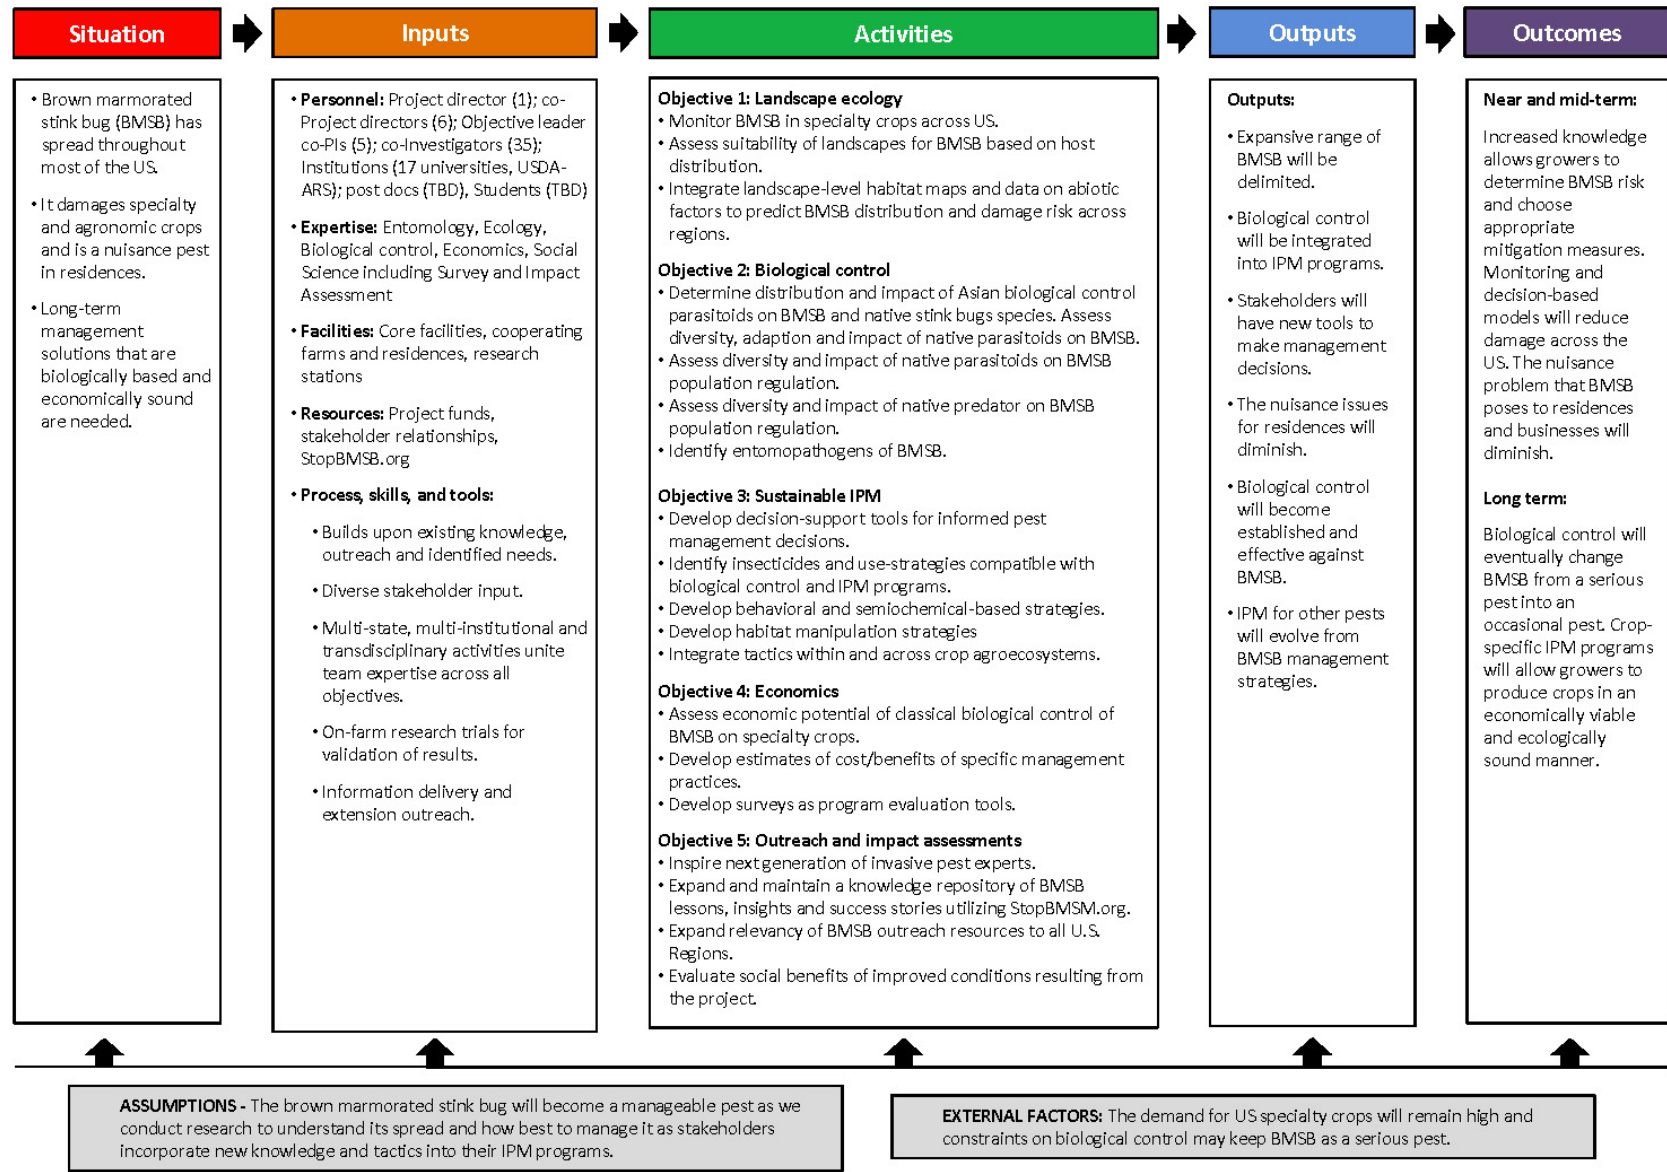 Situation
Inputs
Activities
Outputs
Outcomes
• Brown marmorated
stink bug (BMSB) has
spread throughout
most of the US.
• It damages specialty
and agronomic crops
and is a nuisance pest
in residences.
• Long-term
management
solutions that are
biologically based and
economically sound
are needed.
• Personnel: Project director (1); co-
Project directors (6); Objective leader
co-PIs (5); co-Investigators (35);
Institutions (17 universities, USDA-
ARS); post docs (TBD), Students (TBD)
• Expertise: Entomology, Ecology,
Biological control, Economics, Social
Science including Survey and Impact
Assessment
• Facilities: Core facilities, cooperating
farms and residences, research
stations
• Resources: Project funds,
stakeholder relationships,
StopBMSB.org
• Process, skills, and tools:
• Builds upon existing knowledge,
outreach and identified needs.
• Diverse stakeholder input.
• Multi-state, multi-institutional and
transdisciplinary activities unite
team expertise across all
objectives.
• On-farm research trials for
validation of results.
• Information delivery and
extension outreach.
Objective 1: Landscape ecology
• Monitor BMSB in specialty crops across US.
• Assess suitability of landscapes for BMSB based on host
distribution.
• Integrate landscape-level habitat maps and data on abiotic
factors to predict BMSB distribution and damage risk across
regions.
Objective 2: Biological control
• Determine distribution and impact of Asian biological control
parasitoids on BMSB and native stink bugs species. Assess
diversity, adaption and impact of native parasitoids on BMSB.
• Assess diversity and impact of native parasitoids on BMSB
population regulation.
• Assess diversity and impact of native predator on BMSB
population regulation.
• Identify entomopathogens of BMSB.
Objective 3: Sustainable IPM
• Develop decision-support tools for informed pest
management decisions.
• Identify insecticides and use-strategies compatible with
biological control and IPM programs.
• Develop behavioral and semiochemical-based strategies.
• Develop habitat manipulation strategies
• Integrate tactics within and across crop agroecosystems.
Objective 4: Economics
• Assess economic potential of classical biological control of
BMSB on specialty crops.
• Develop estimates of cost/benefits of specific management
practices.
• Develop surveys as program evaluation tools.
Objective 5: Outreach and impact assessments
• Inspire next generation of invasive pest experts.
• Expand and maintain a knowledge repository of BMSB
lessons, insights and success stories utilizing StopBMSM.org.
• Expand relevancy of BMSB outreach resources to all U.S.
Regions.
• Evaluate social benefits of improved conditions resulting from
the project.
Outputs:
• Expansive range of
BMSB will be
delimited.
• Biological control
will be integrated
into IPM programs.
• Stakeholders will
have new tools to
make management
decisions.
• The nuisance issues
for residences will
diminish.
• Biological control
will become
established and
effective against
BMSB.
• IPM for other pests
will evolve from
BMSB management
strategies.
Near and mid-term:
Increased knowledge
allows growers to
determine BMSB risk
and choose
appropriate
mitigation measures.
Monitoring and
decision-based
models will reduce
damage across the
US. The nuisance
problem that BMSB
poses to residences
and businesses will
diminish.
Long term:
Biological control will
eventually change
BMSB from a serious
pest into an
occasional pest. Crop-
specific IPM programs
will allow growers to
produce crops in an
economically viable
and ecologically
sound manner.
ASSUMPTIONS - The brown marmorated stink bug will become a manageable pest as we
conduct research to understand its spread and how best to manage it as stakeholders
incorporate new knowledge and tactics into their IPM programs.
EXTERNAL FACTORS: The demand for US specialty crops will remain high and
constraints on biological control may keep BMSB as a serious pest.